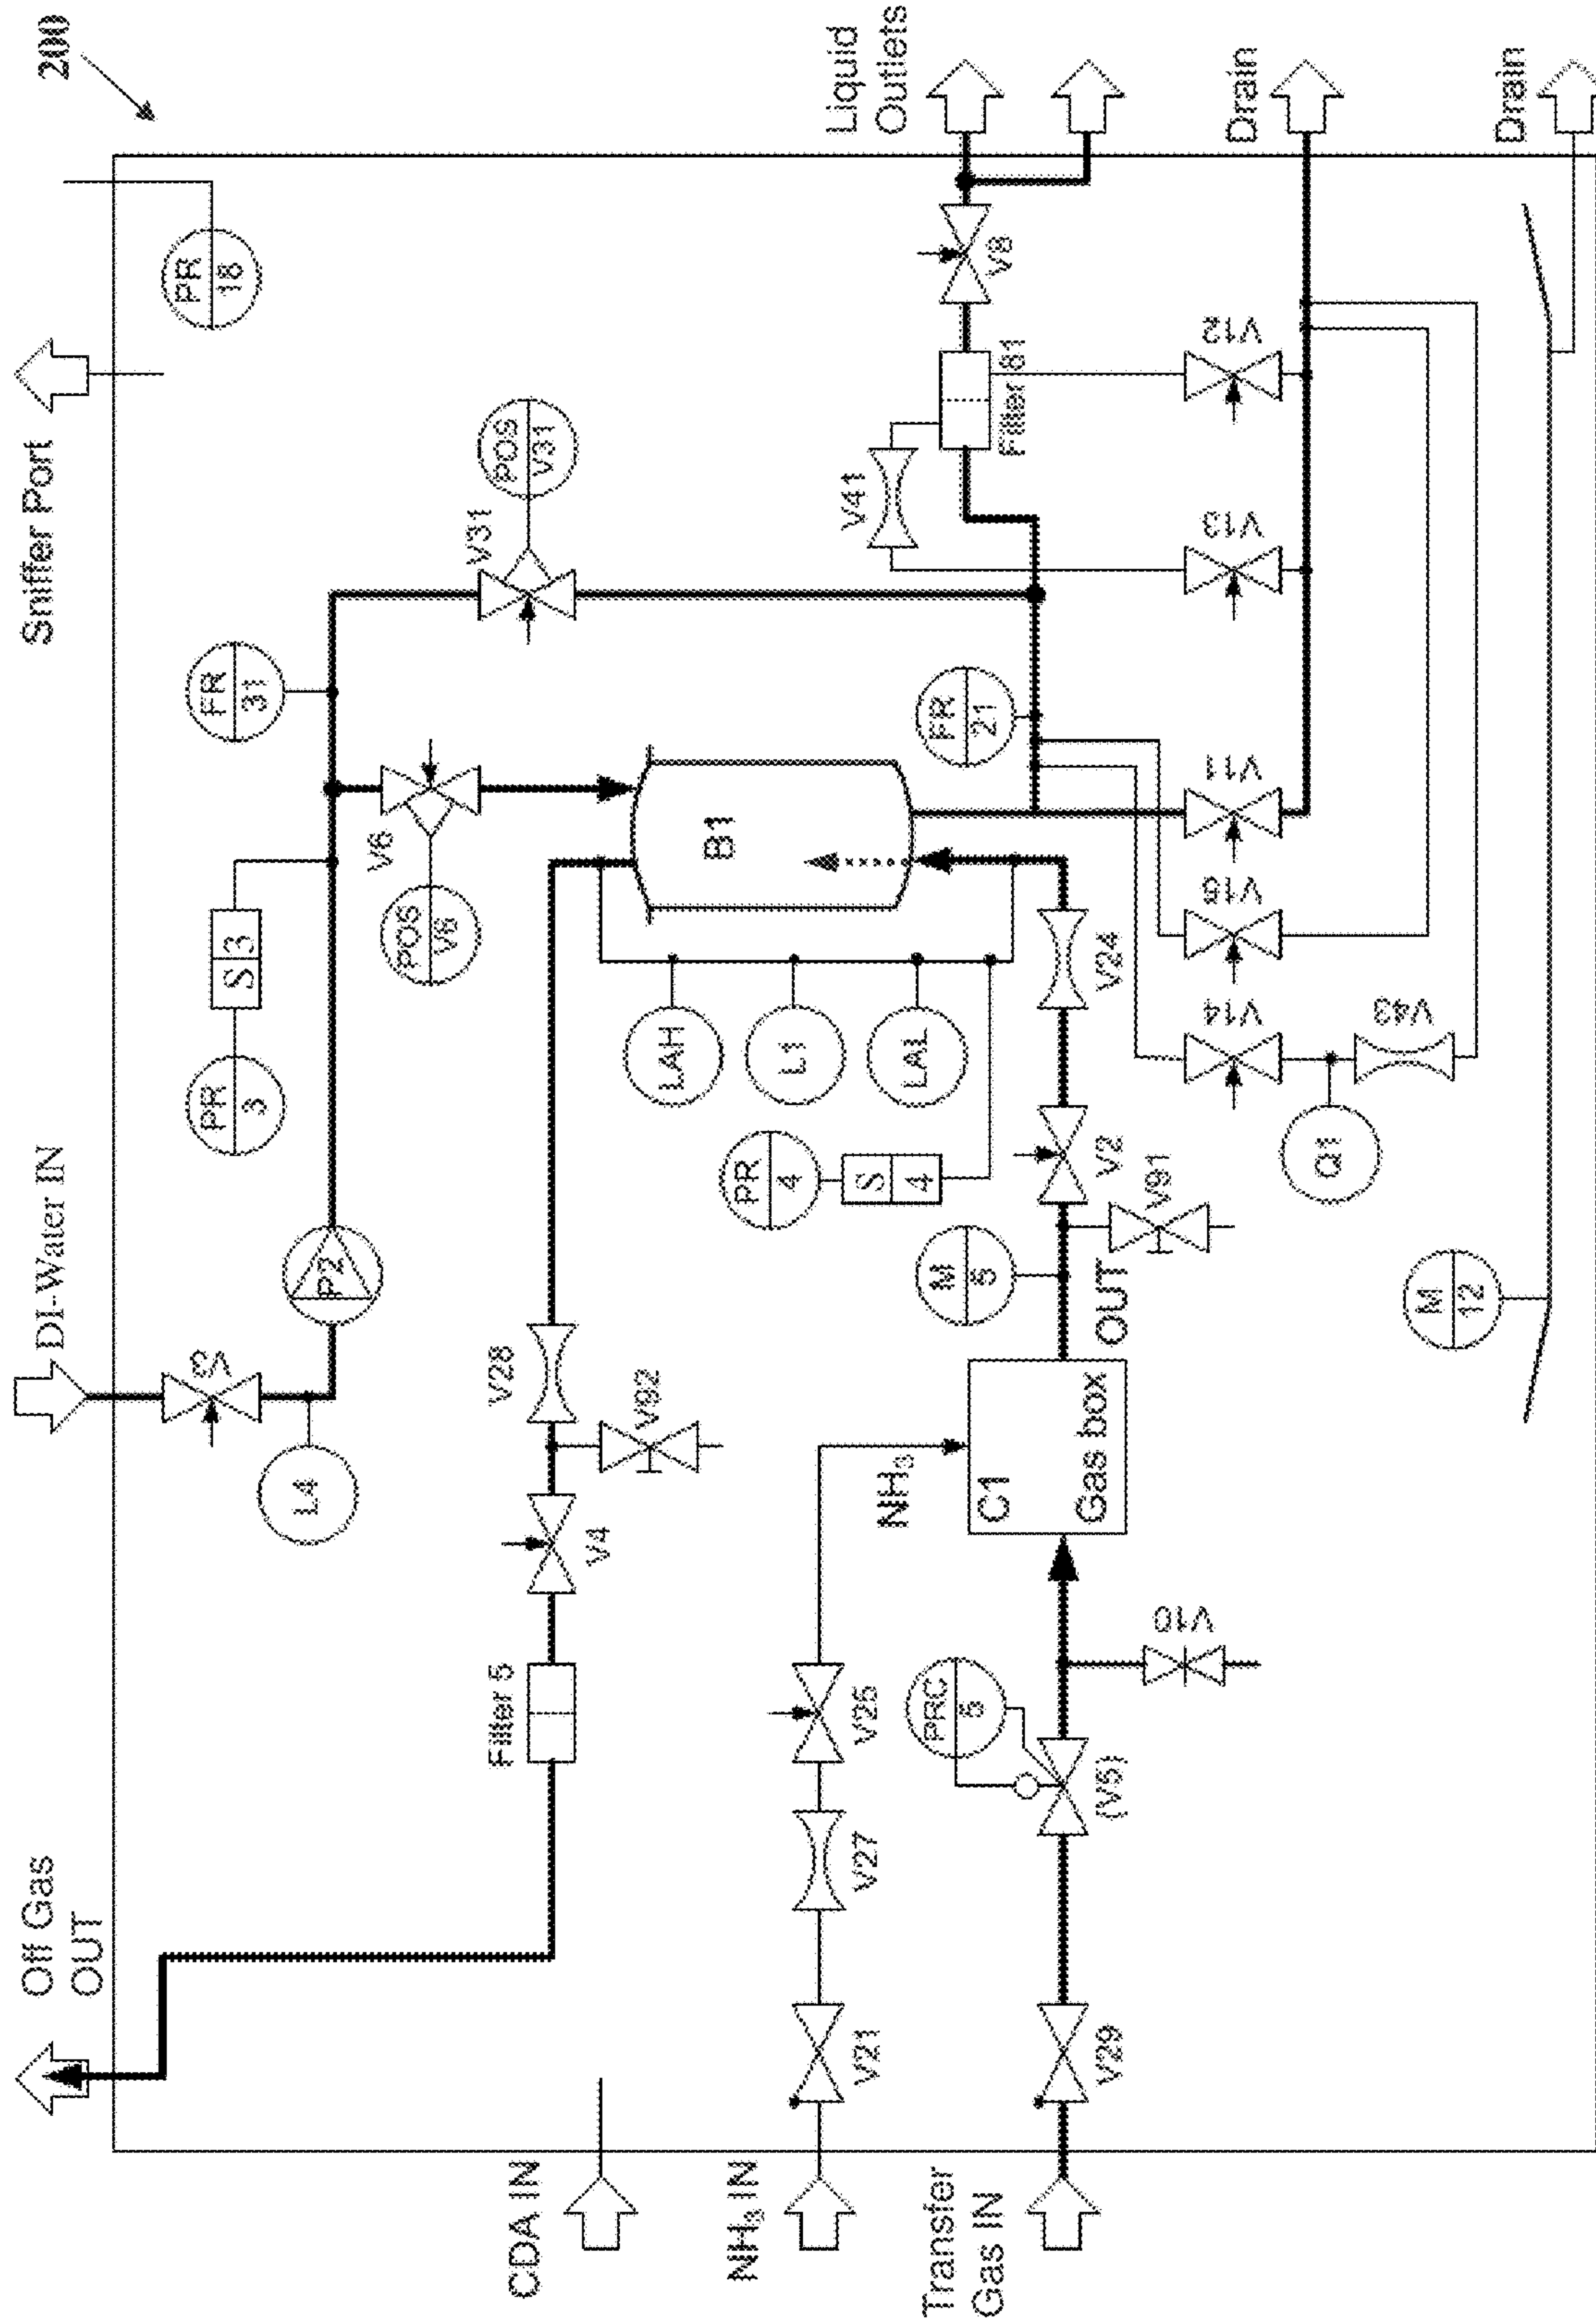 Off Gas
OUT
DI-Water IN
Sniffer Port
200
V3
PR
3
S 3
FR
31
PR
18
L4
P2
V6
POS
V6
V31
POS
V31
Filler 5
V4
V28
V92
CDA IN
LAH
L1
LAL
B1
PR
4
S
4
NH₃ IN
V21
V27
V25
NH₃
V41
Liquid
Outlets
Transfer
Gas IN
V29
PRC
5
(V5)
C1
Gas box
OUT
M
5
V2
V24
FR
21
Filler 81
V8
V10
V91
V14
V15
V11
V13
V12
Drain
Q1
V43
M
12
Drain